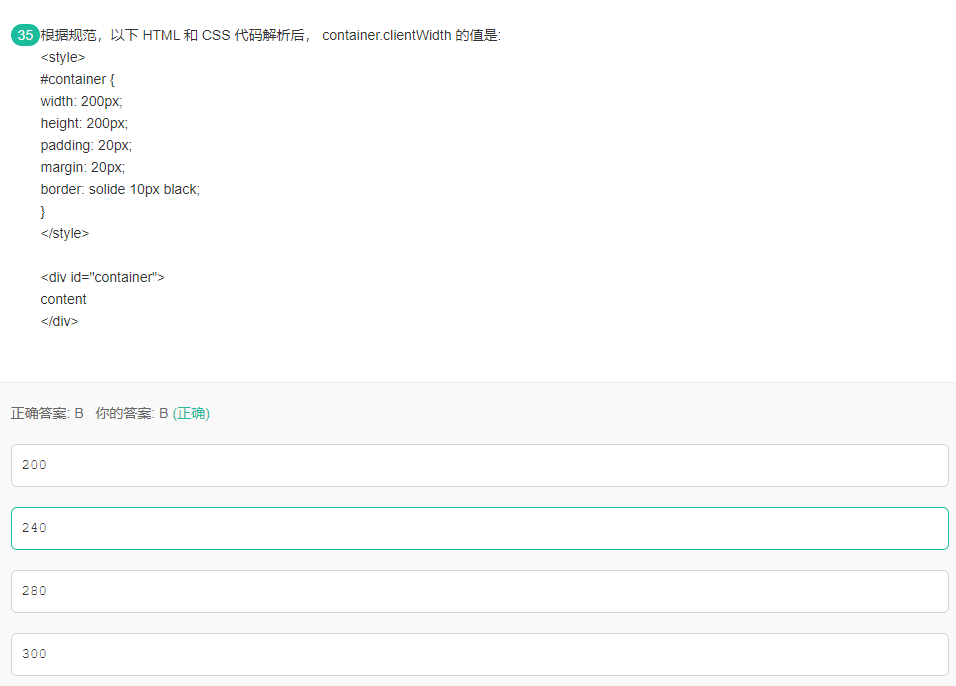 35 根据规范，以下 HTML 和 CSS 代码解析后， container.clientWidth 的值是:
<style>
#container {
width: 200px;
height: 200px;
padding: 20px;
margin: 20px;
border: solide 10px black;
}
</style>
<div id="container">
content
</div>
正确答案: B 你的答案: B (正确)
200
240
280
300